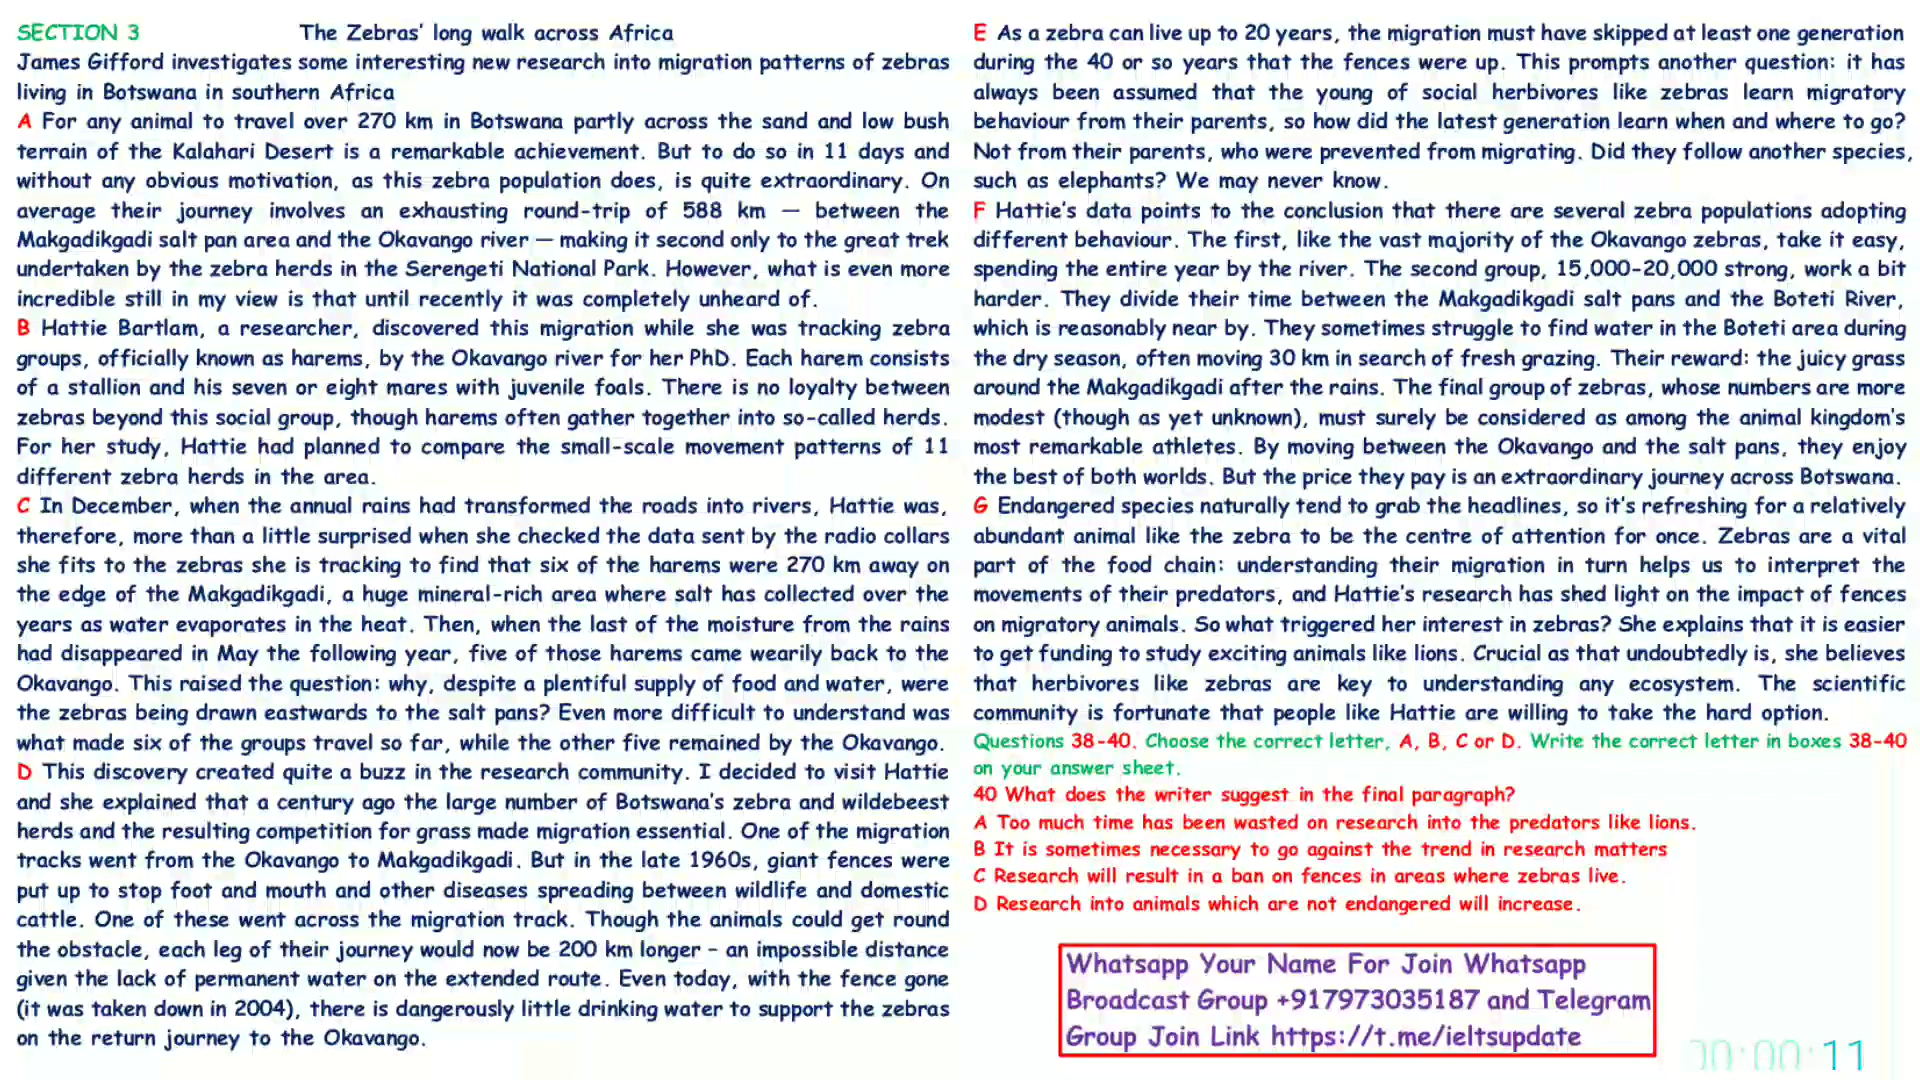 SECTION 3 The Zebras' long walk across Africa
James Gifford investigates some interesting new research into migration patterns of zebras
living in Botswana in southern Africa
A For any animal to travel over 270 km in Botswana partly across the sand and low bush
terrain of the Kalahari Desert is a remarkable achievement. But to do so in 11 days and
without any obvious motivation, as this zebra population does, is quite extraordinary. On
average their journey involves an exhausting round-trip of 588 km — between the
Makgadikgadi salt pan area and the Okavango river — making it second only to the great trek
undertaken by the zebra herds in the Serengeti National Park. However, what is even more
incredible still in my view is that until recently it was completely unheard of.
B Hattie Bartlam, a researcher, discovered this migration while she was tracking zebra
groups, officially known as harems, by the Okavango river for her PhD. Each harem consists
of a stallion and his seven or eight mares with juvenile foals. There is no loyalty between
zebras beyond this social group, though harems often gather together into so-called herds.
For her study, Hattie had planned to compare the small-scale movement patterns of 11
different zebra herds in the area.
C In December, when the annual rains had transformed the roads into rivers, Hattie was,
therefore, more than a little surprised when she checked the data sent by the radio collars
she fits to the zebras she is tracking to find that six of the harems were 270 km away on
the edge of the Makgadikgadi, a huge mineral-rich area where salt has collected over the
years as water evaporates in the heat. Then, when the last of the moisture from the rains
had disappeared in May the following year, five of those harems came wearily back to the
Okavango. This raised the question: why, despite a plentiful supply of food and water, were
the zebras being drawn eastwards to the salt pans? Even more difficult to understand was
what made six of the groups travel so far, while the other five remained by the Okavango.
D This discovery created quite a buzz in the research community. I decided to visit Hattie
and she explained that a century ago the large number of Botswana's zebra and wildebeest
herds and the resulting competition for grass made migration essential. One of the migration
tracks went from the Okavango to Makgadikgadi. But in the late 1960s, giant fences were
put up to stop foot and mouth and other diseases spreading between wildlife and domestic
cattle. One of these went across the migration track. Though the animals could get round
the obstacle, each leg of their journey would now be 200 km longer – an impossible distance
given the lack of permanent water on the extended route. Even today, with the fence gone
(it was taken down in 2004), there is dangerously little drinking water to support the zebras
on the return journey to the Okavango.
E As a zebra can live up to 20 years, the migration must have skipped at least one generation
during the 40 or so years that the fences were up. This prompts another question: it has
always been assumed that the young of social herbivores like zebras learn migratory
behaviour from their parents, so how did the latest generation learn when and where to go?
Not from their parents, who were prevented from migrating. Did they follow another species,
such as elephants? We may never know.
F Hattie's data points to the conclusion that there are several zebra populations adopting
different behaviour. The first, like the vast majority of the Okavango zebras, take it easy,
spending the entire year by the river. The second group, 15,000-20,000 strong, work a bit
harder. They divide their time between the Makgadikgadi salt pans and the Boteti River,
which is reasonably near by. They sometimes struggle to find water in the Boteti area during
the dry season, often moving 30 km in search of fresh grazing. Their reward: the juicy grass
around the Makgadikgadi after the rains. The final group of zebras, whose numbers are more
modest (though as yet unknown), must surely be considered as among the animal kingdom's
most remarkable athletes. By moving between the Okavango and the salt pans, they enjoy
the best of both worlds. But the price they pay is an extraordinary journey across Botswana.
G Endangered species naturally tend to grab the headlines, so it's refreshing for a relatively
abundant animal like the zebra to be the centre of attention for once. Zebras are a vital
part of the food chain: understanding their migration in turn helps us to interpret the
movements of their predators, and Hattie's research has shed light on the impact of fences
on migratory animals. So what triggered her interest in zebras? She explains that it is easier
to get funding to study exciting animals like lions. Crucial as that undoubtedly is, she believes
that herbivores like zebras are key to understanding any ecosystem. The scientific
community is fortunate that people like Hattie are willing to take the hard option.
Questions 38-40. Choose the correct letter, A, B, C or D. Write the correct letter in boxes 38-40
on your answer sheet.
40 What does the writer suggest in the final paragraph?
A Too much time has been wasted on research into the predators like lions.
B It is sometimes necessary to go against the trend in research matters
C Research will result in a ban on fences in areas where zebras live.
D Research into animals which are not endangered will increase.
Whatsapp Your Name For Join Whatsapp
Broadcast Group +917973035187 and Telegram
Group Join Link https://t.me/ieltsupdate
00:00:11